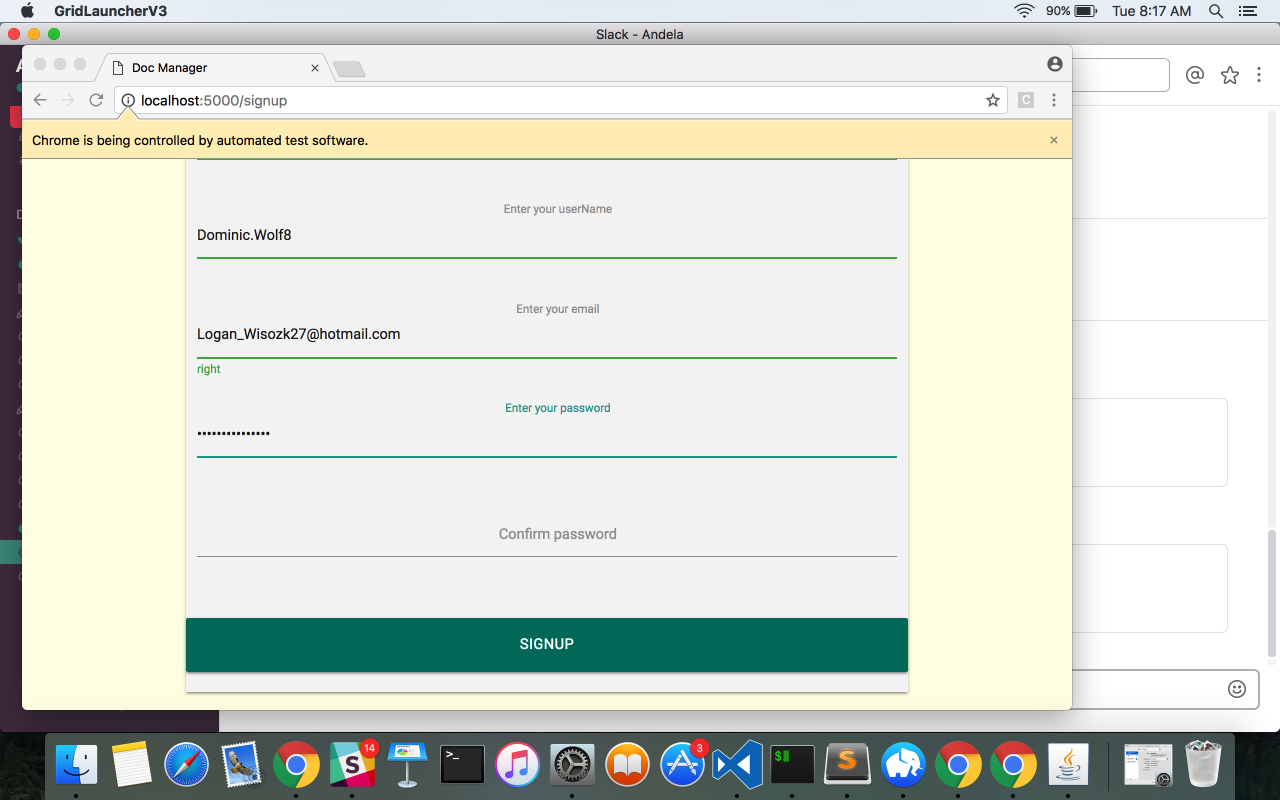 GridLauncherV3
90%
Tue 8:17 AM
Slack - Andela
Doc Manager
localhost:5000/signup
C
Chrome is being controlled by automated test software.
Enter your userName
Dominic.Wolf8
Enter your email
Logan_Wisozk27@hotmail.com
right
Enter your password
•••••••••••••••
Confirm password
SIGNUP
14
3